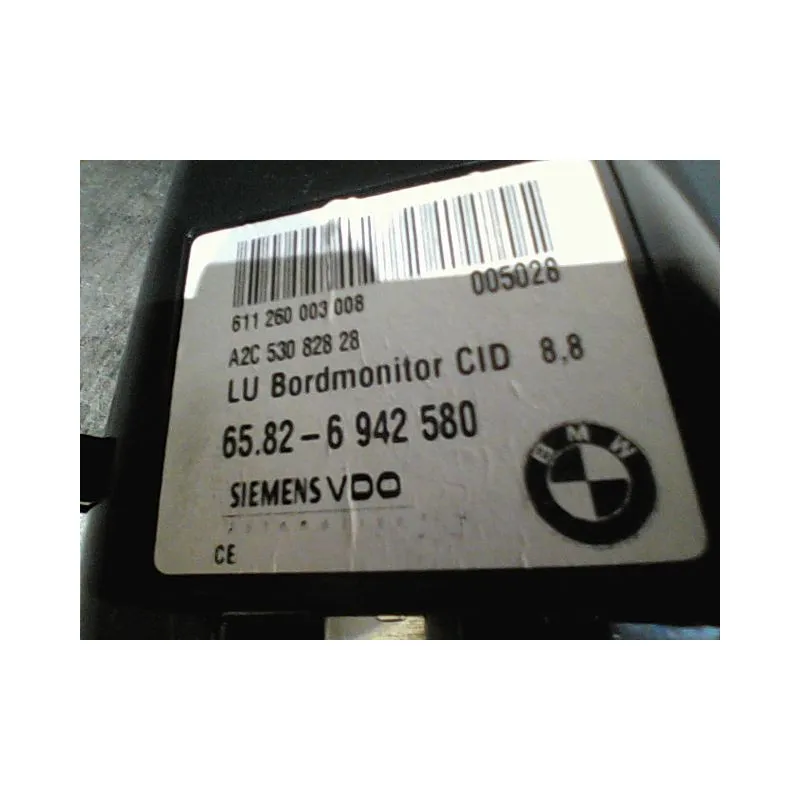 611 260 003 008
005028
A2C 530 828 28
LU Bordmonitor CID 8.8
65.82-6 942 580
BMW
SIEMENS VDO
CE